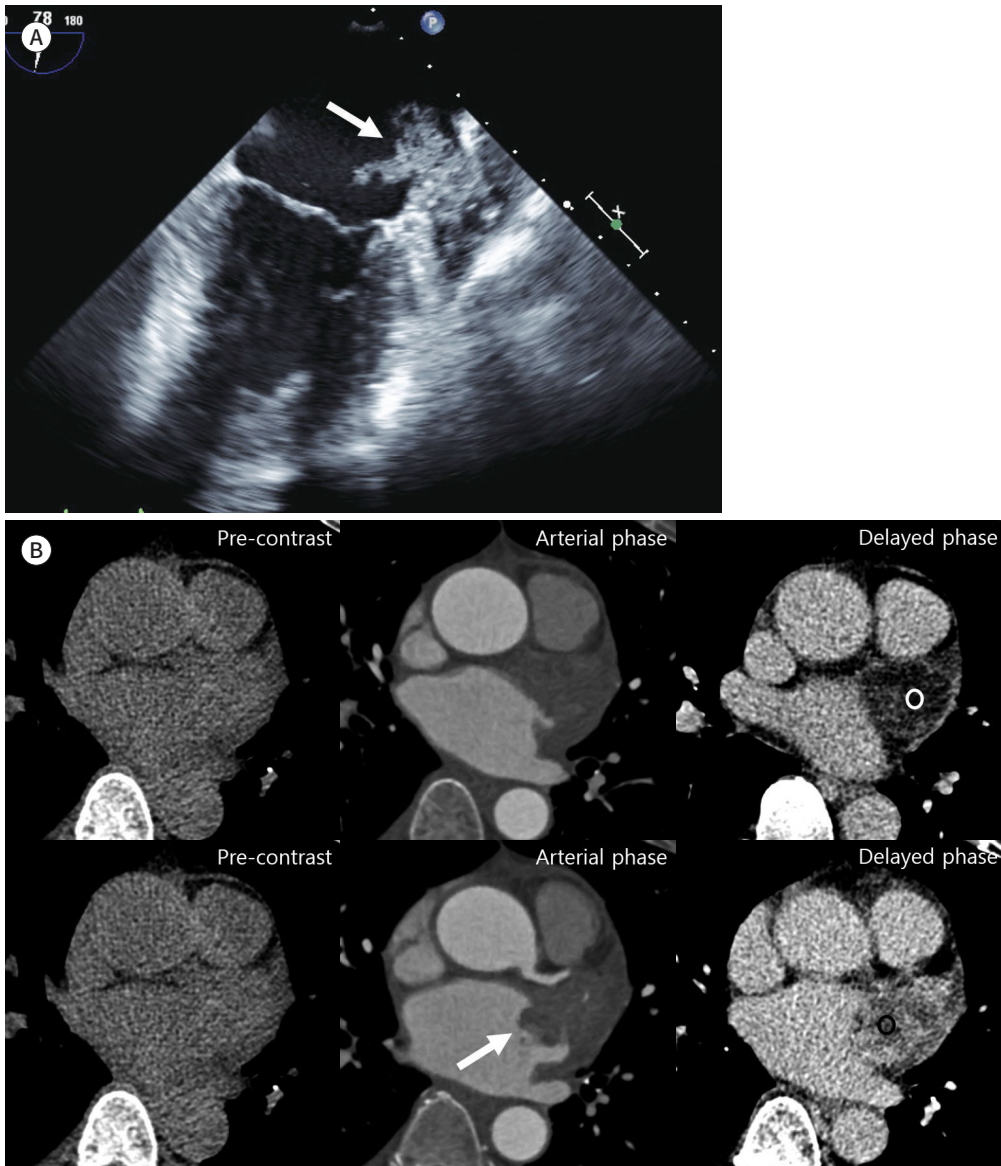 78 180
A
P
B
Pre-contrast
Arterial phase
Delayed phase
Pre-contrast
Arterial phase
Delayed phase